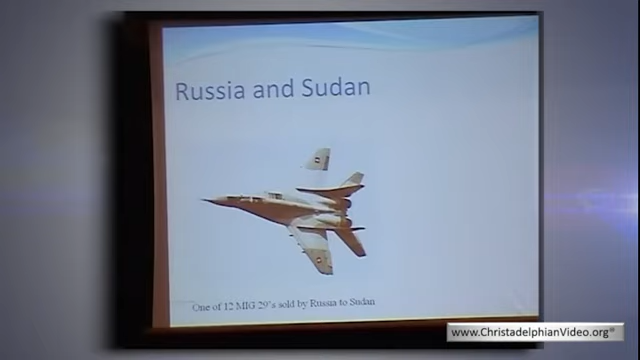 Russia and Sudan
One of 12 MIG 29's sold by Russia to Sudan
www.ChristadelphianVideo.org®